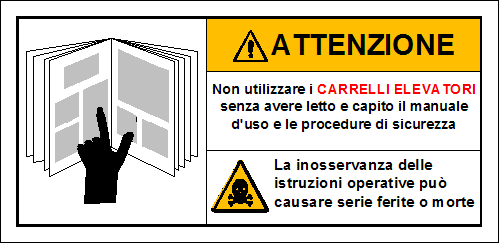 ATTENZIONE
Non utilizzare i CARRELLI ELEVATORI
senza avere letto e capito il manuale
d'uso e le procedure di sicurezza
La inosservanza delle
istruzioni operative può
causare serie ferite o morte